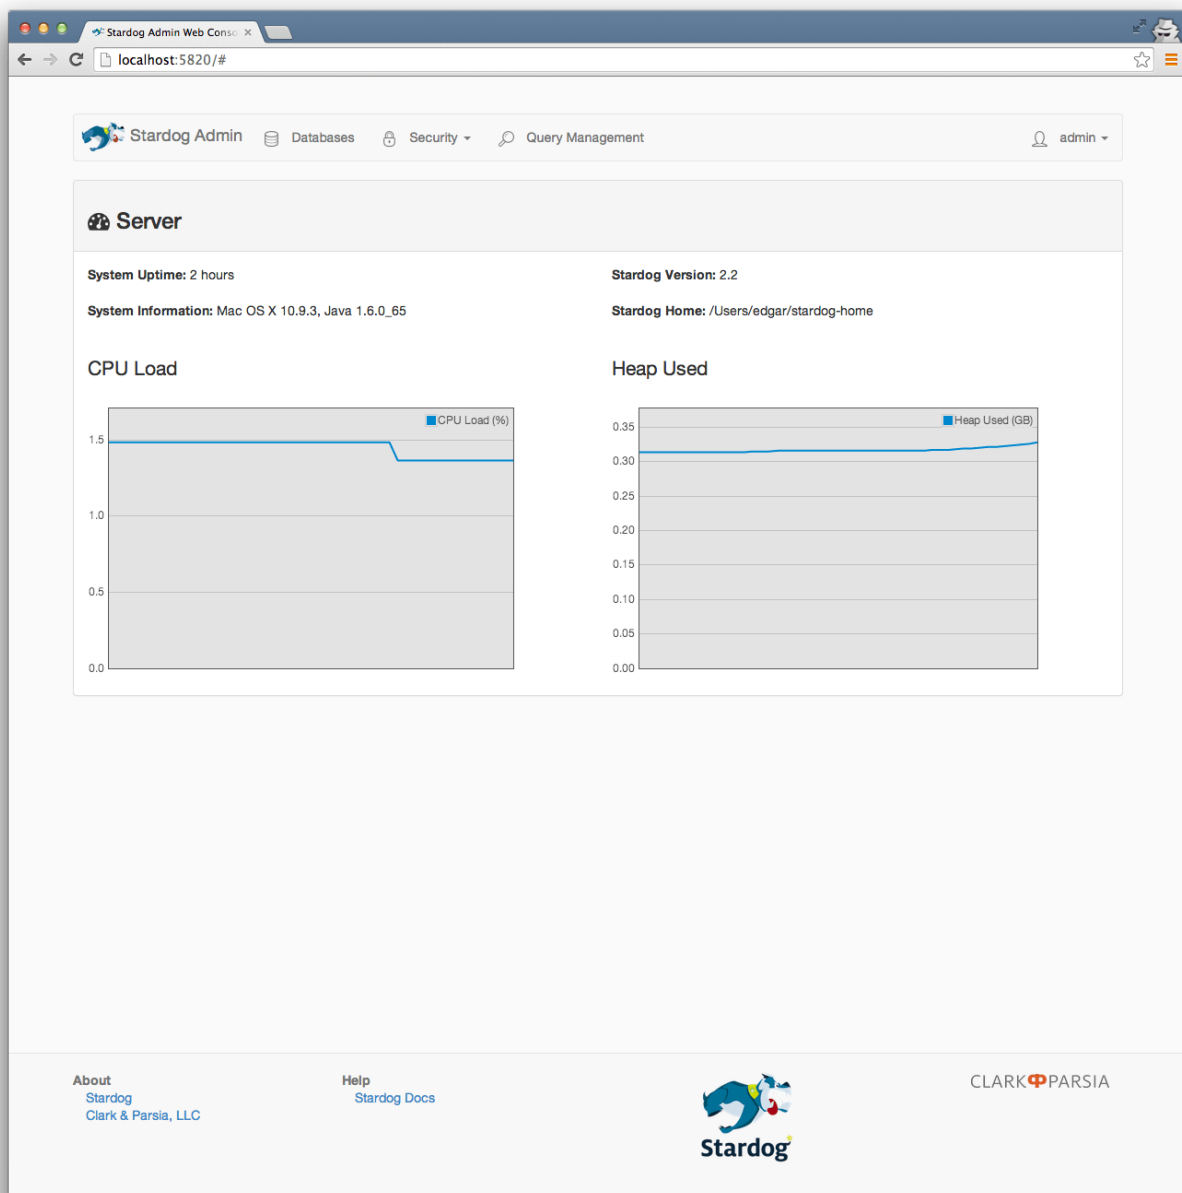 Stardog Admin Web Conso
localhost:5820/#
Stardog Admin Databases Security Query Management admin
Server
System Uptime: 2 hours Stardog Version: 2.2
System Information: Mac OS X 10.9.3, Java 1.6.0_65 Stardog Home: /Users/edgar/stardog-home
CPU Load Heap Used
CPU Load (%)
1.5
1.0
0.5
0.0
Heap Used (GB)
0.35
0.30
0.25
0.20
0.15
0.10
0.05
0.00
About
Stardog
Clark & Parsia, LLC
Help
Stardog Docs
Stardog
CLARK PARSIA